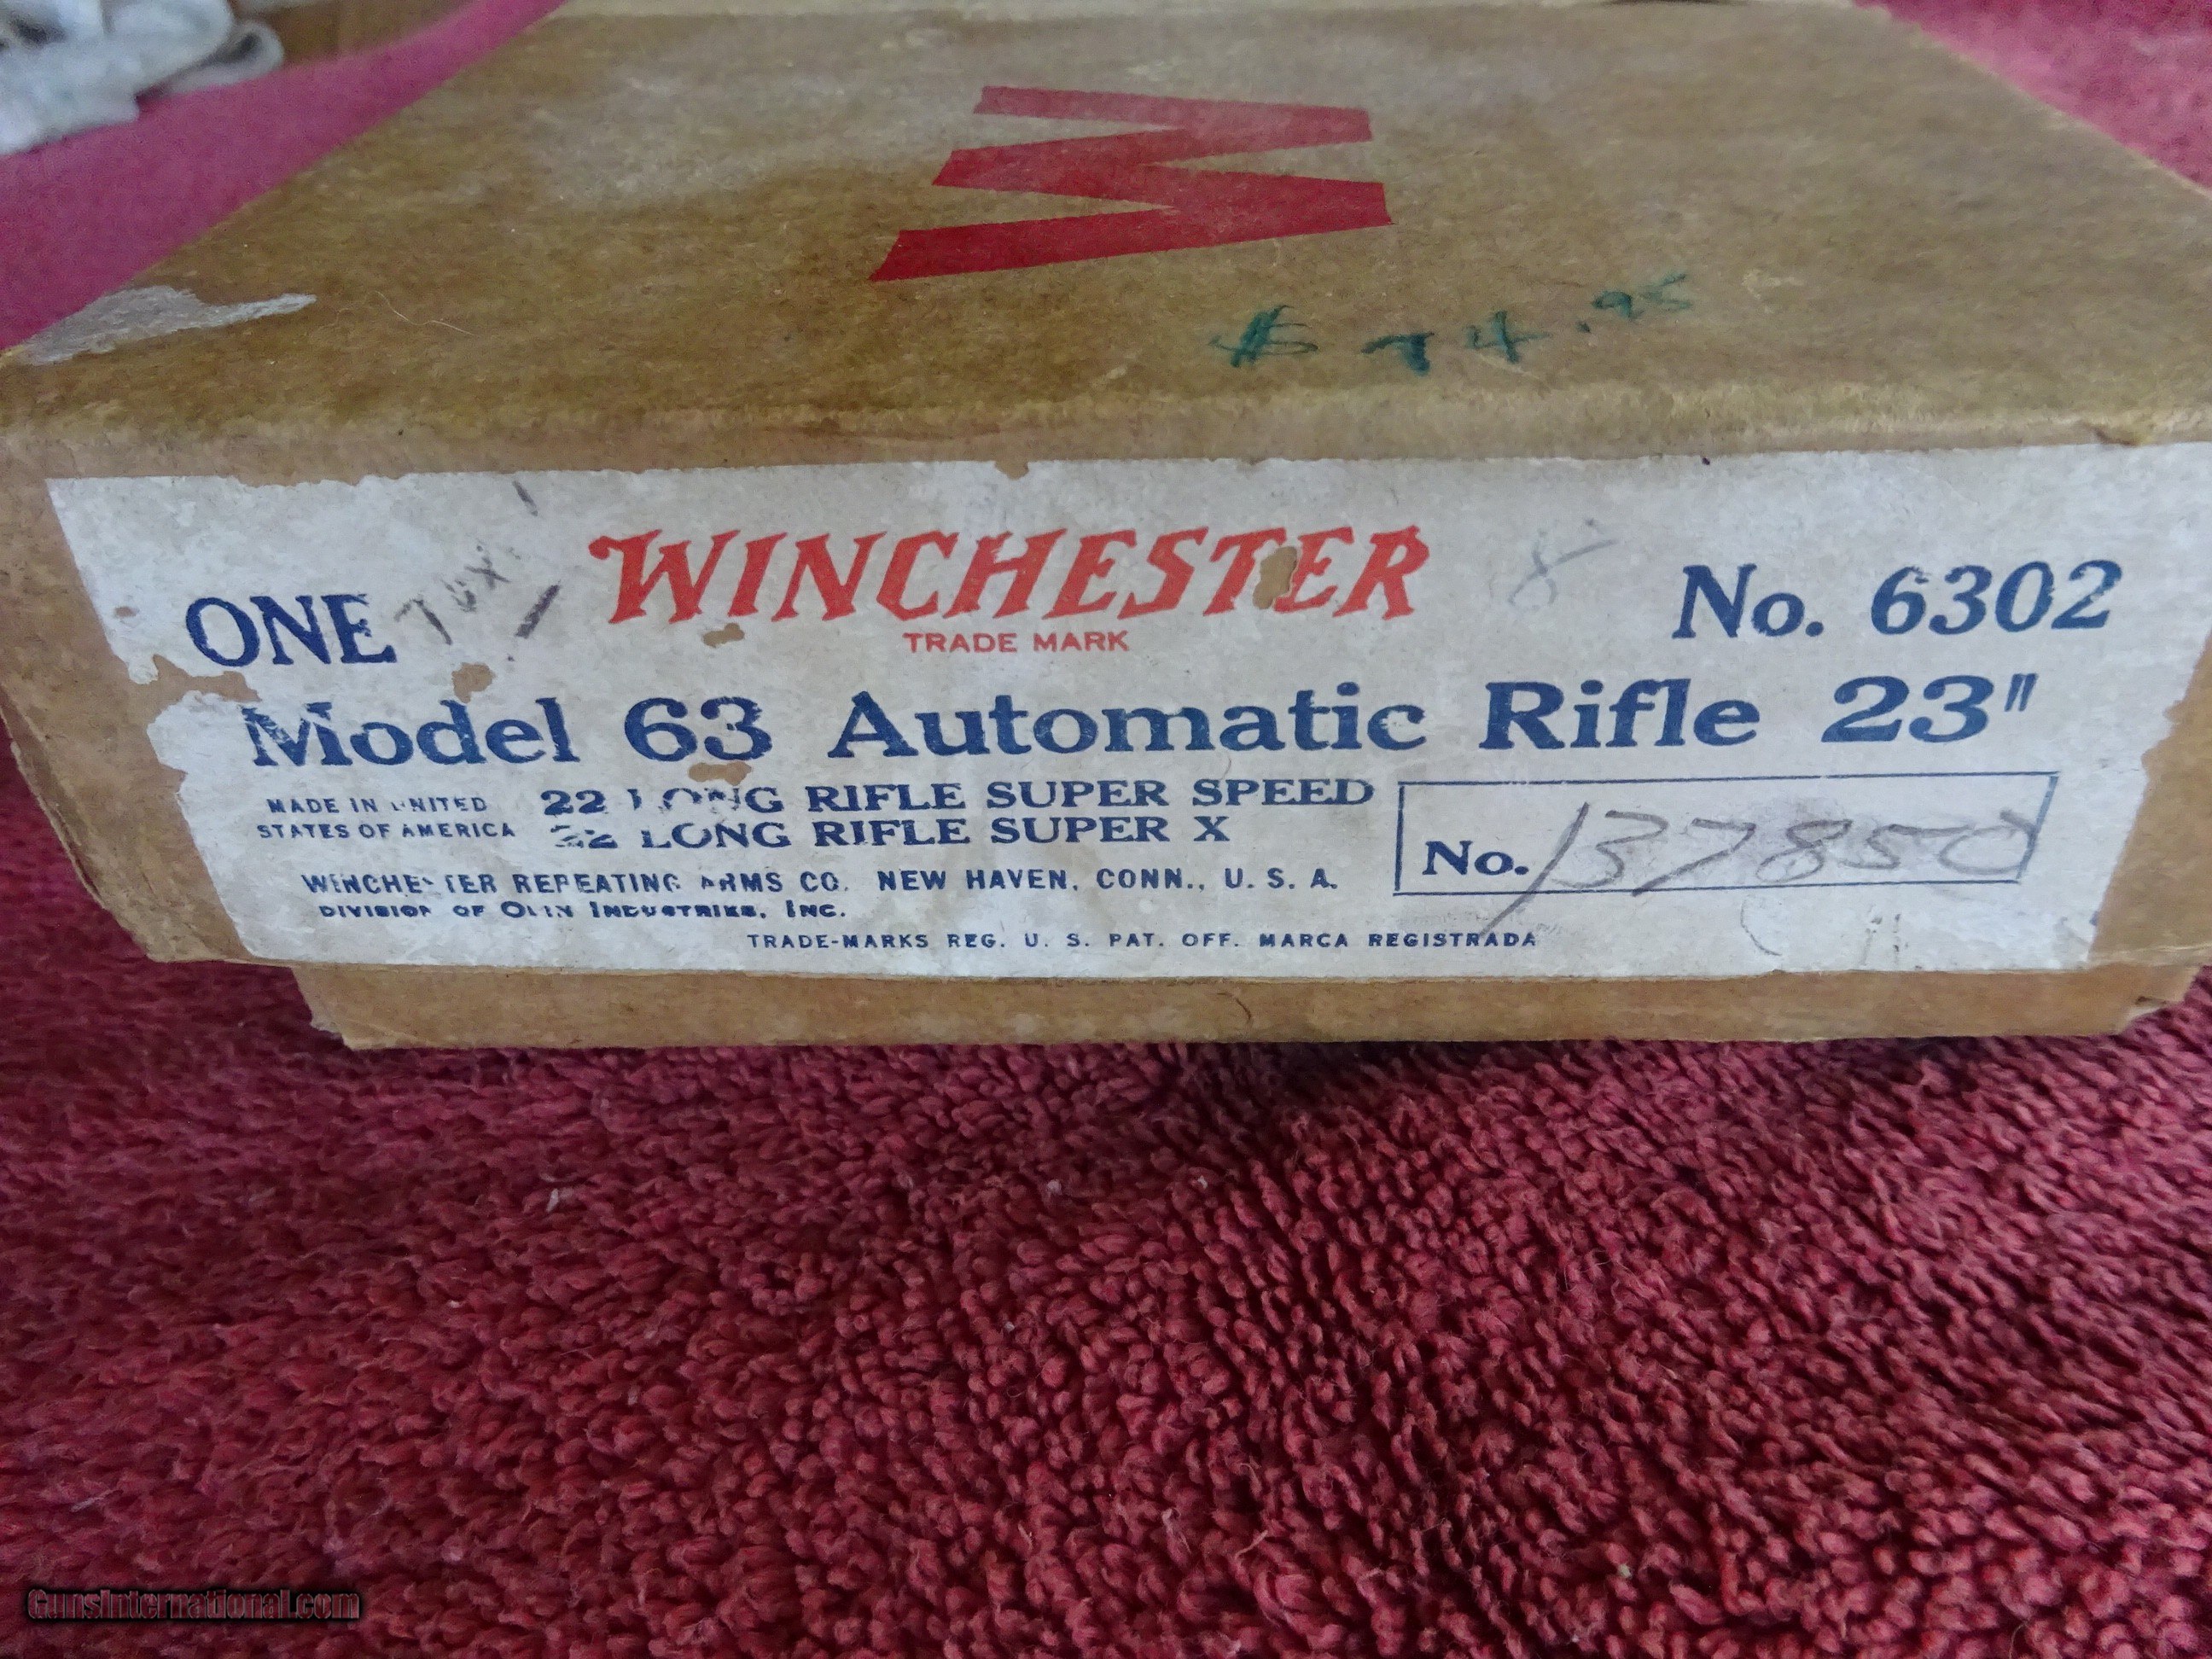 W
$ 74.95
ONE WINCHESTER No. 6302
TRADE MARK
Model 63 Automatic Rifle 23"
MADE IN UNITED 22 LONG RIFLE SUPER SPEED
STATES OF AMERICA 22 LONG RIFLE SUPER X
No. 137850
WINCHESTER REPEATING ARMS CO. NEW HAVEN, CONN., U. S. A.
DIVISION OF OLIN INDUSTRIES, INC.
TRADE-MARKS REG. U. S. PAT. OFF. MARCA REGISTRADA
GunsInternational.com